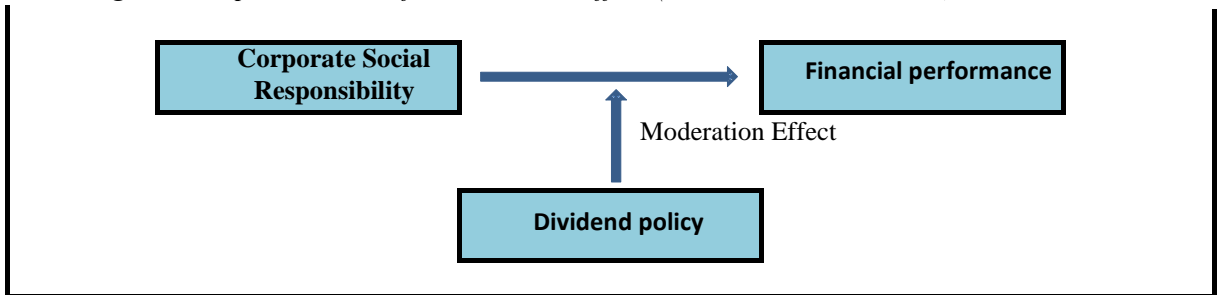 Corporate Social
Responsibility
Financial performance
Moderation Effect
Dividend policy